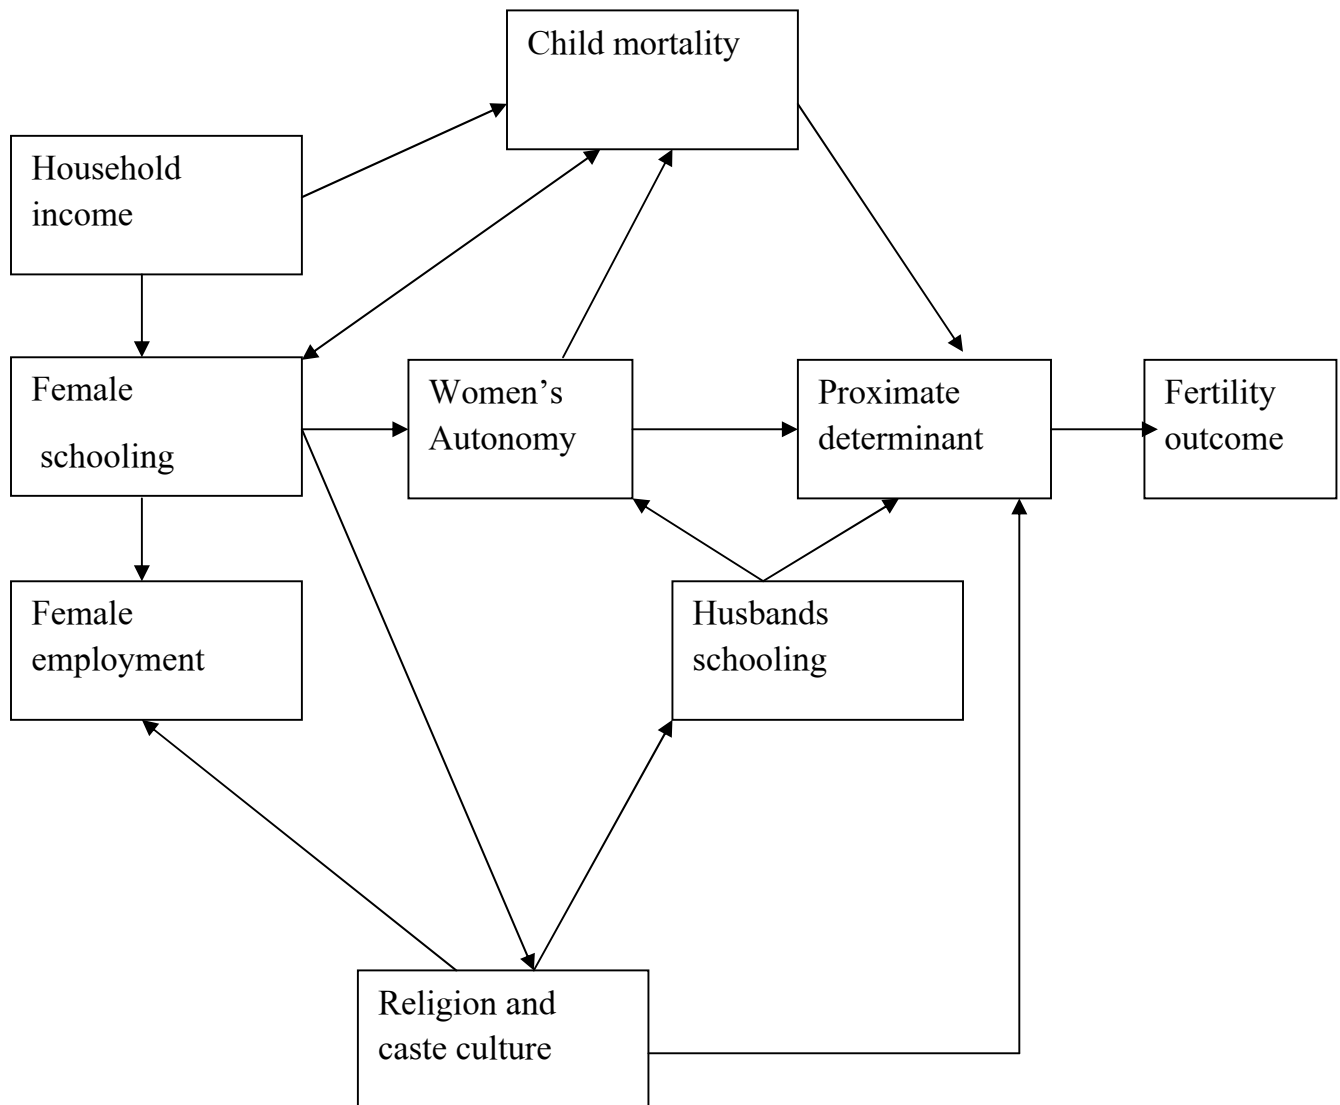 Child mortality
Household
income
Female
schooling
Women’s
Autonomy
Proximate
determinant
Fertility
outcome
Female
employment
Husbands
schooling
Religion and
caste culture